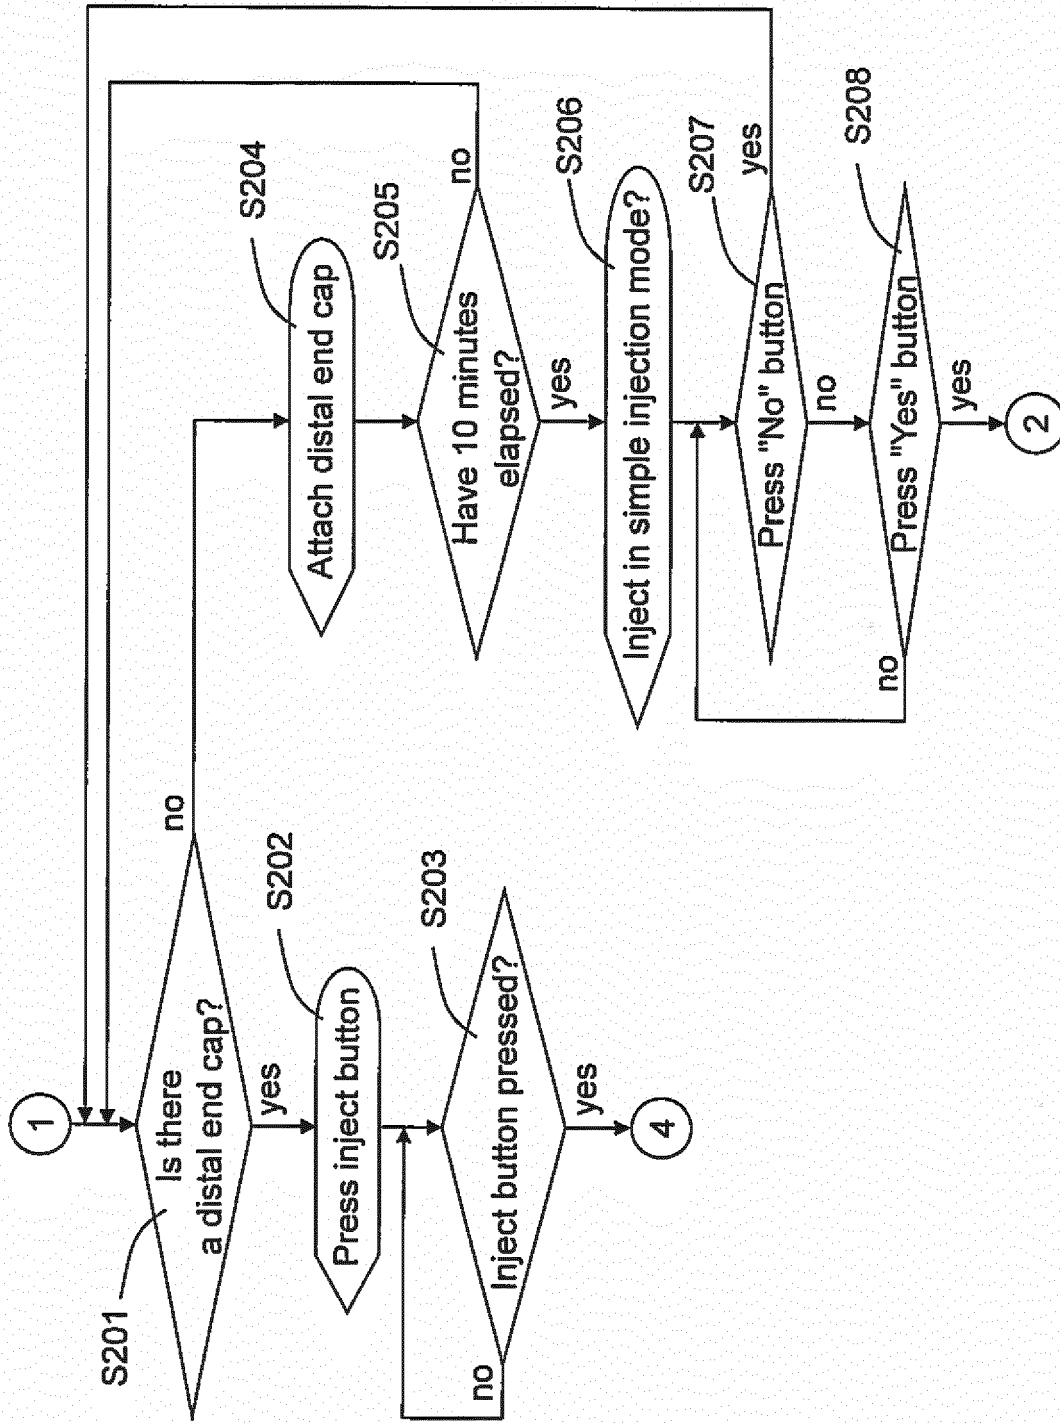 1
S201
Is there
a distal end cap?
no
yes
S202
Press inject button
S203
Inject button pressed?
no
yes
4
S204
Attach distal end cap
S205
Have 10 minutes
elapsed?
no
yes
S206
Inject in simple injection mode?
S207
Press "No" button
yes
no
S208
Press "Yes" button
no
yes
2